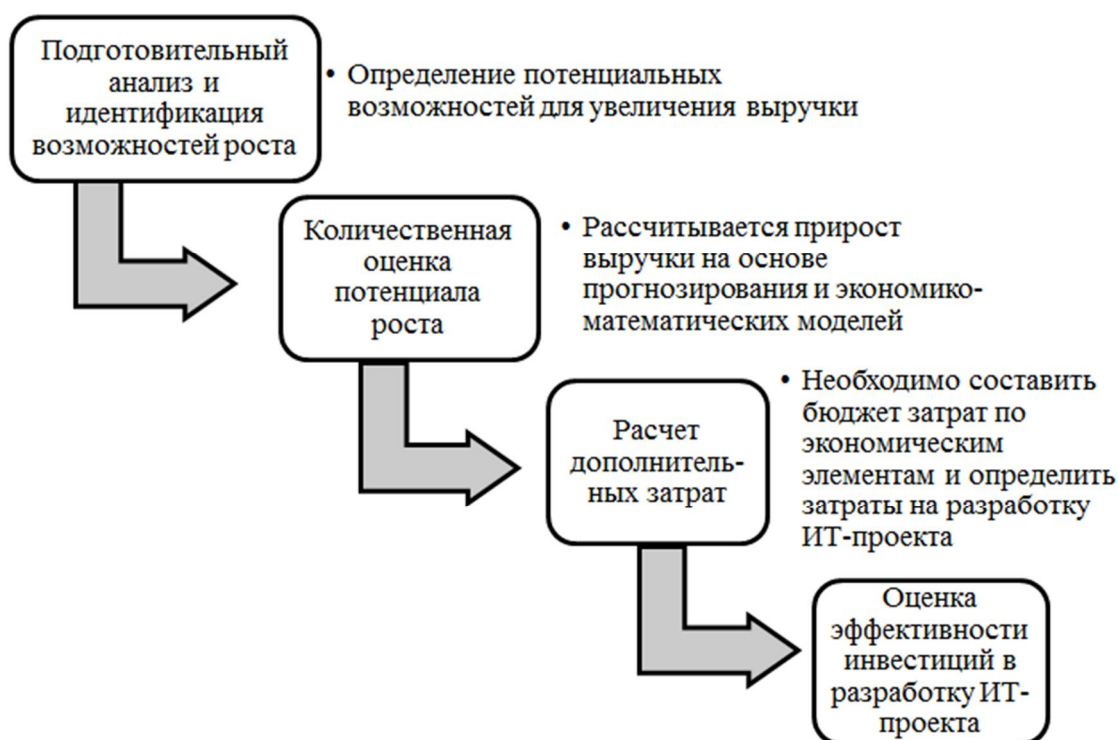 Подготовительный
анализ и
идентификация
возможностей роста
• Определение потенциальных
возможностей для увеличения выручки
Количественная
оценка
потенциала
роста
• Рассчитывается прирост
выручки на основе
прогнозирования и экономико-
математических моделей
Расчет
дополнитель-
ных затрат
• Необходимо составить
бюджет затрат по
экономическим
элементам и определить
затраты на разработку
ИТ-проекта
Оценка
эффективности
инвестиций в
разработку ИТ-
проекта